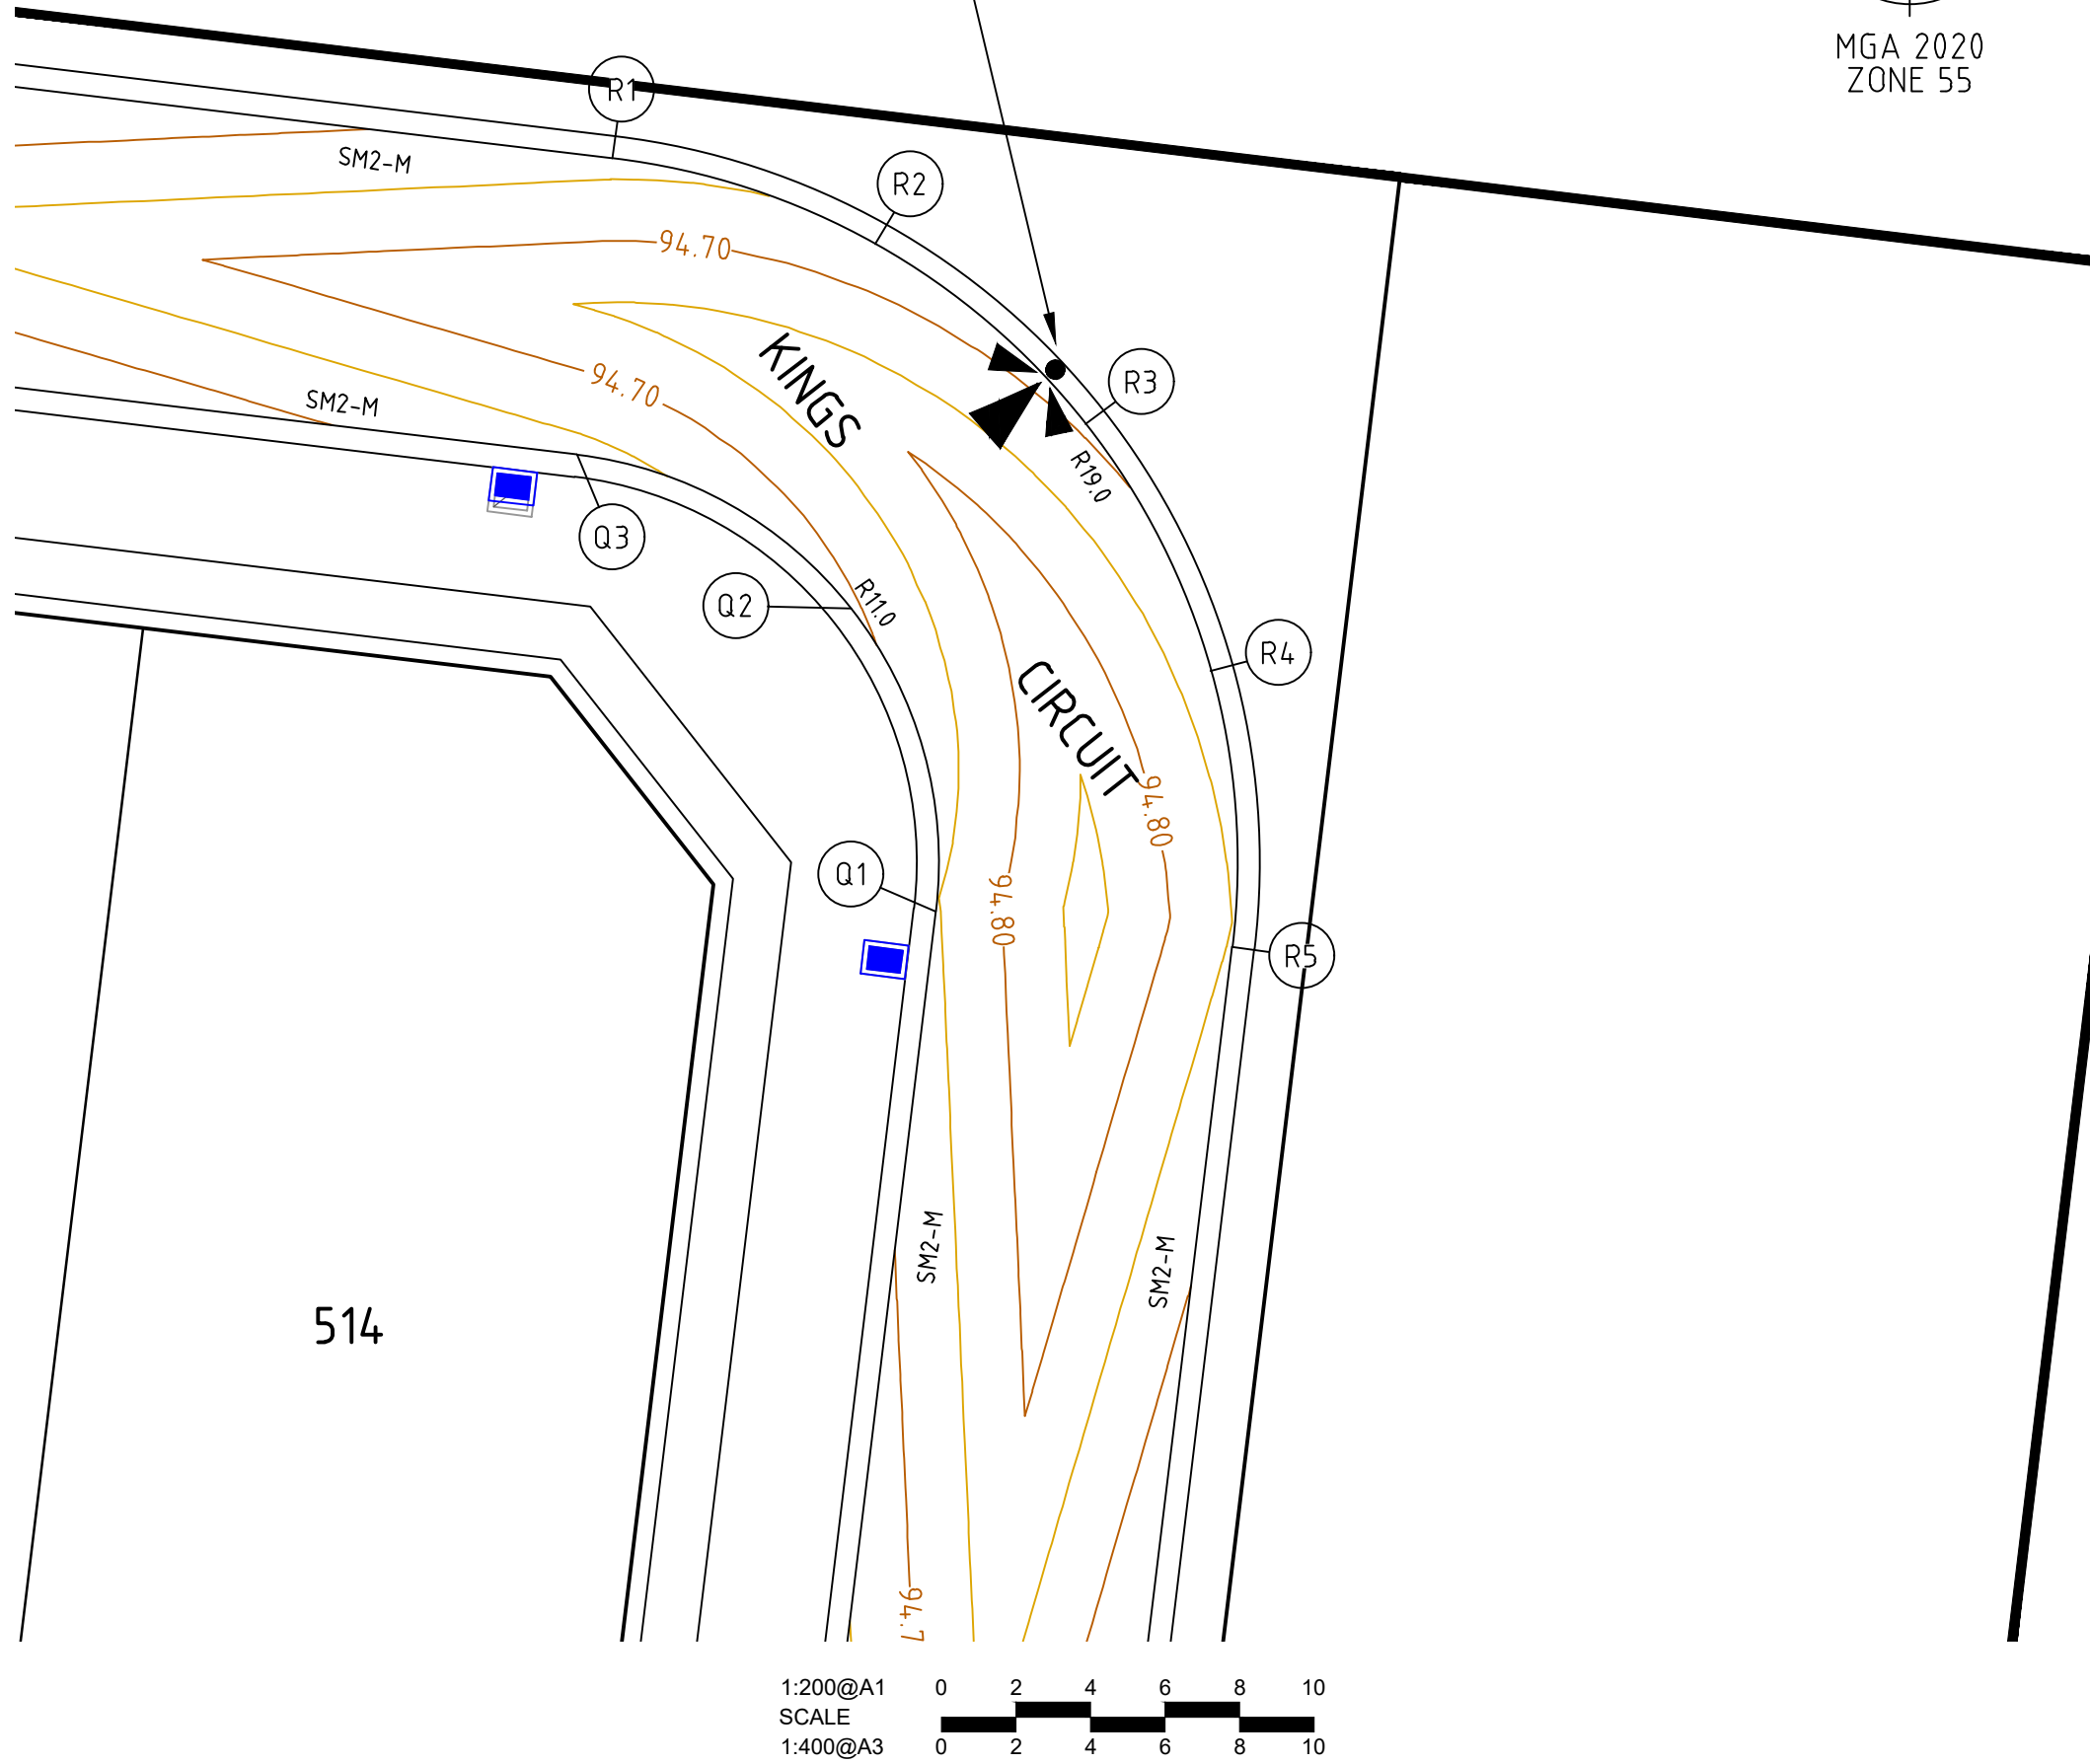 MGA 2020
ZONE 55
R1
SM2-M
R2
94.70
KINGS
R3
94.70
SM2-M
R19.0
Q3
Q2
R11.0
R4
CIRCUIT
94.80
Q1
94.80
R5
SM2-M
SM2-M
514
94.7
1:200@A1
0 2 4 6 8 10
SCALE
1:400@A3
0 2 4 6 8 10